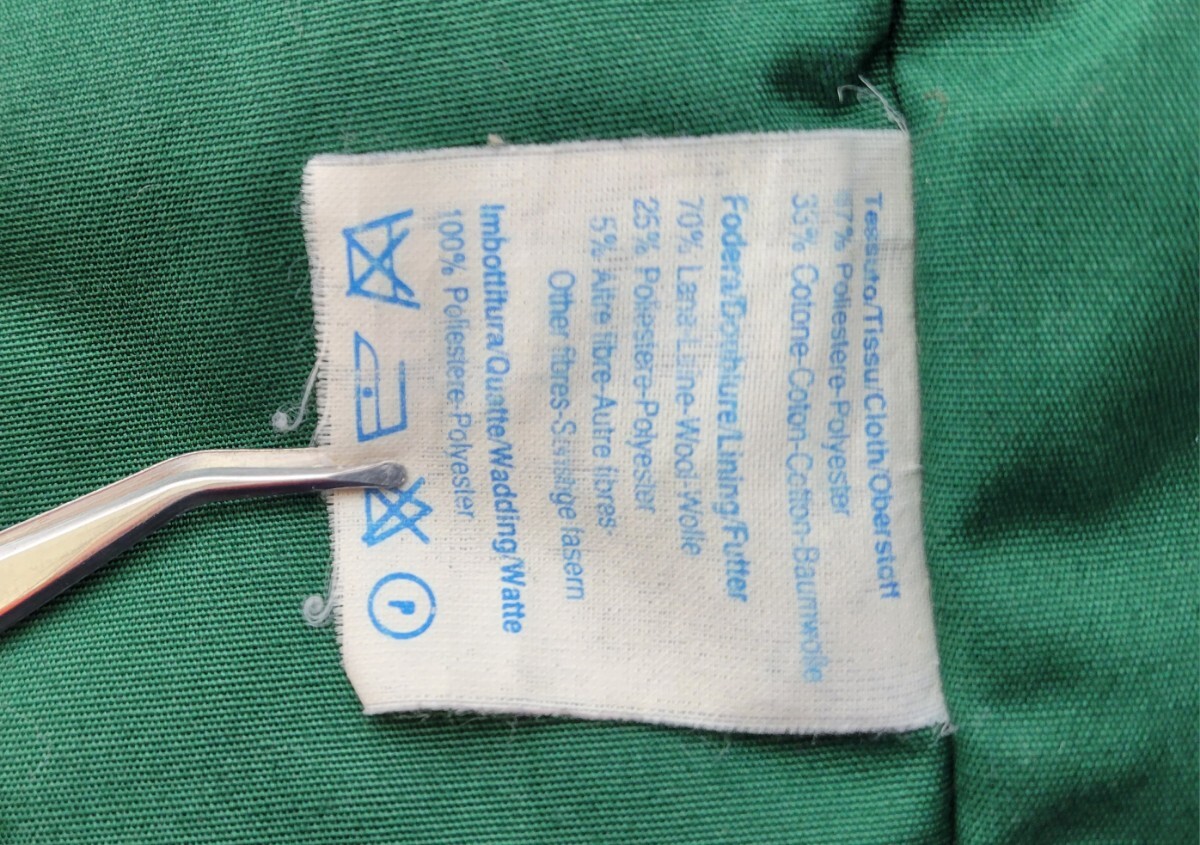 Tessuto/Tissu/Cloth/Oberstoff
67% Poliestere-Polyester
33% Cotone-Coton-Cotton-Baumwolle
Fodera/Doublure/Lining/Futter
70% Lana-Laine-Wool-Wolle
25% Poliestere-Polyester
5% Altre fibre-Autre fibres
Other fibres-Sonstige fasern
Imbottitura/Ouatte/Wadding/Watte
100% Poliestere-Polyester
P